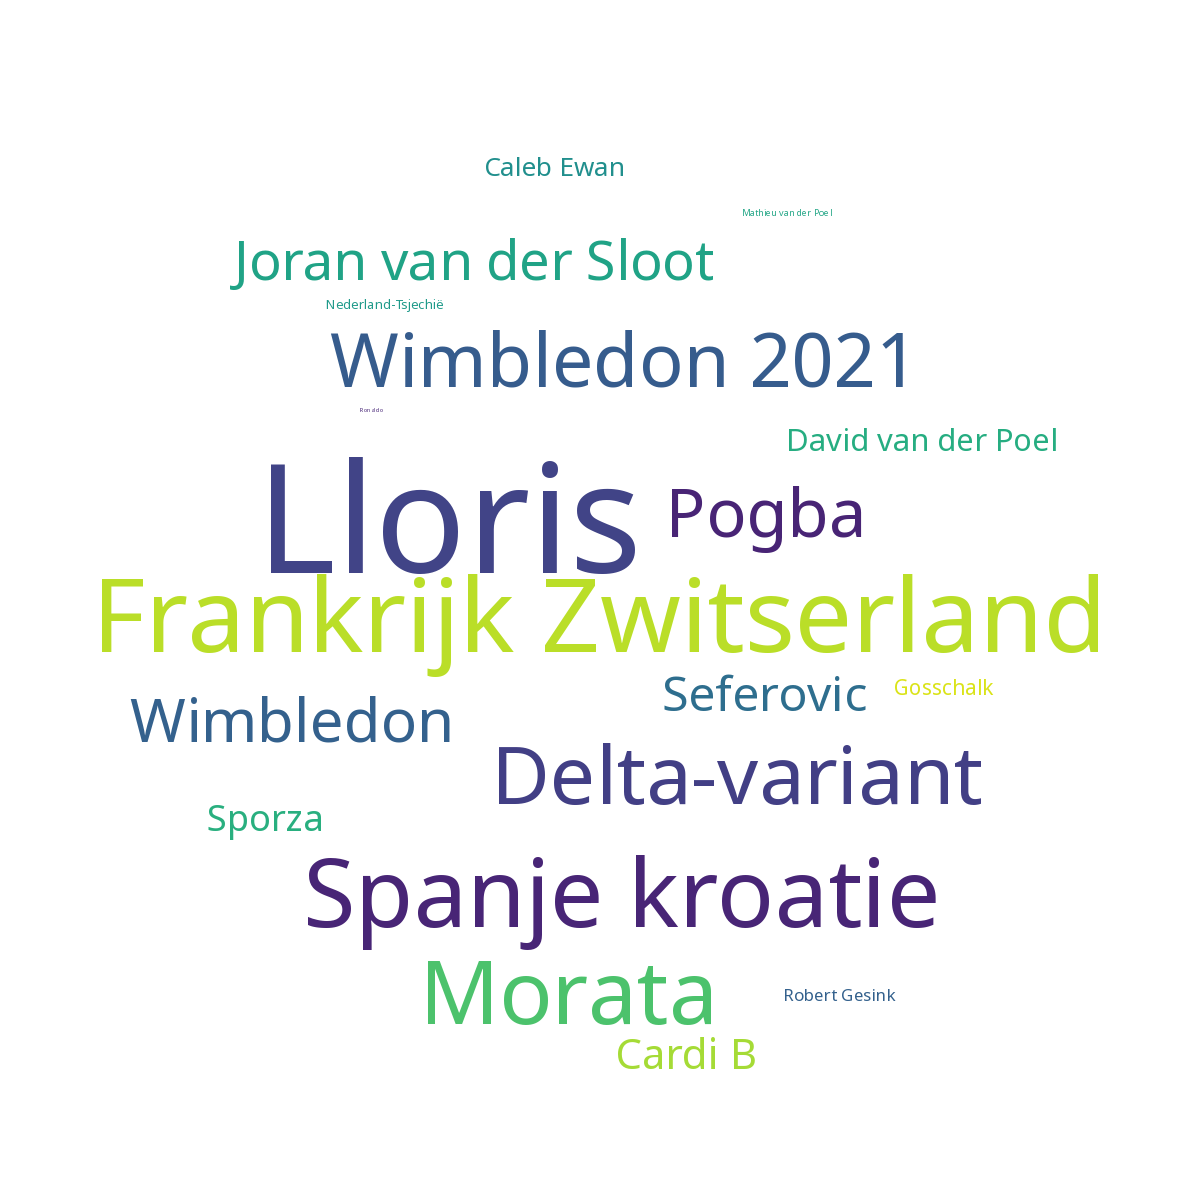 Caleb Ewan
Mathieu van der Poel
Joran van der Sloot
Nederland-Tsjechië
Wimbledon 2021
Ronaldo
David van der Poel
Lloris
Pogba
Frankrijk Zwitserland
Seferovic
Gosschalk
Wimbledon
Delta-variant
Sporza
Spanje kroatie
Morata
Robert Gesink
Cardi B